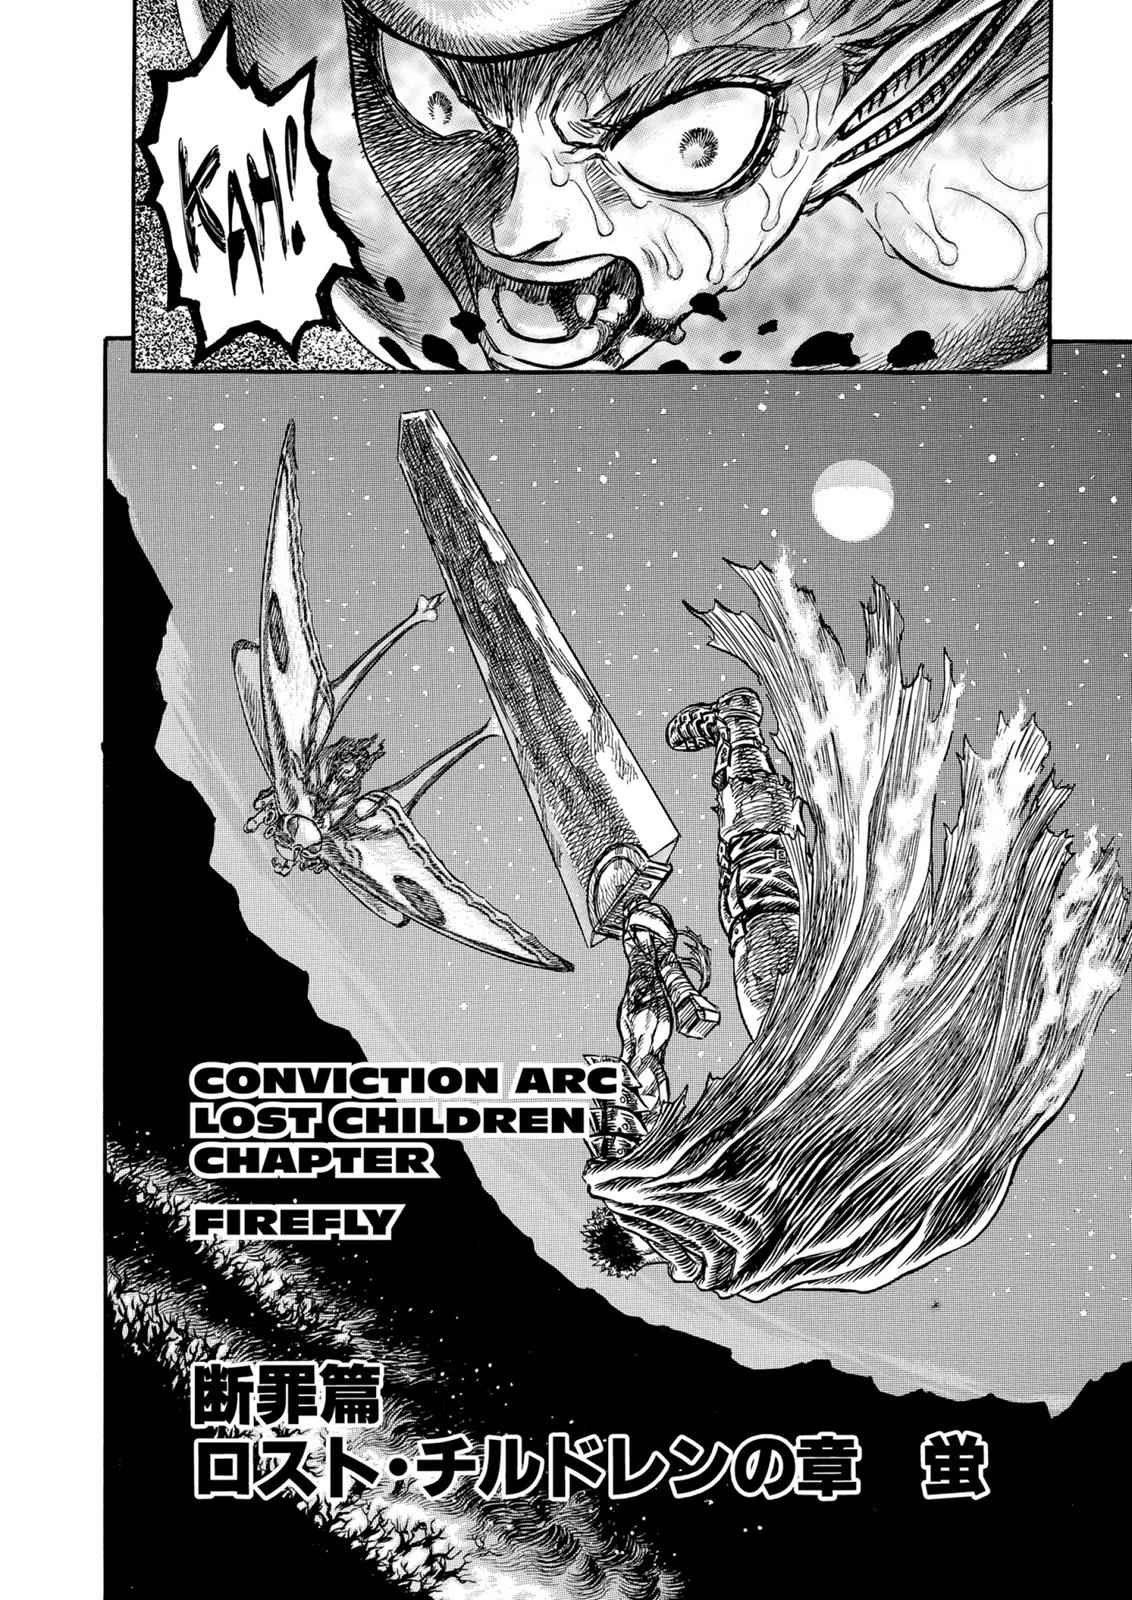 KAH!
CONVICTION ARC
LOST CHILDREN
CHAPTER
FIREFLY
断罪篇
ロスト・チルドレンの章　蛍